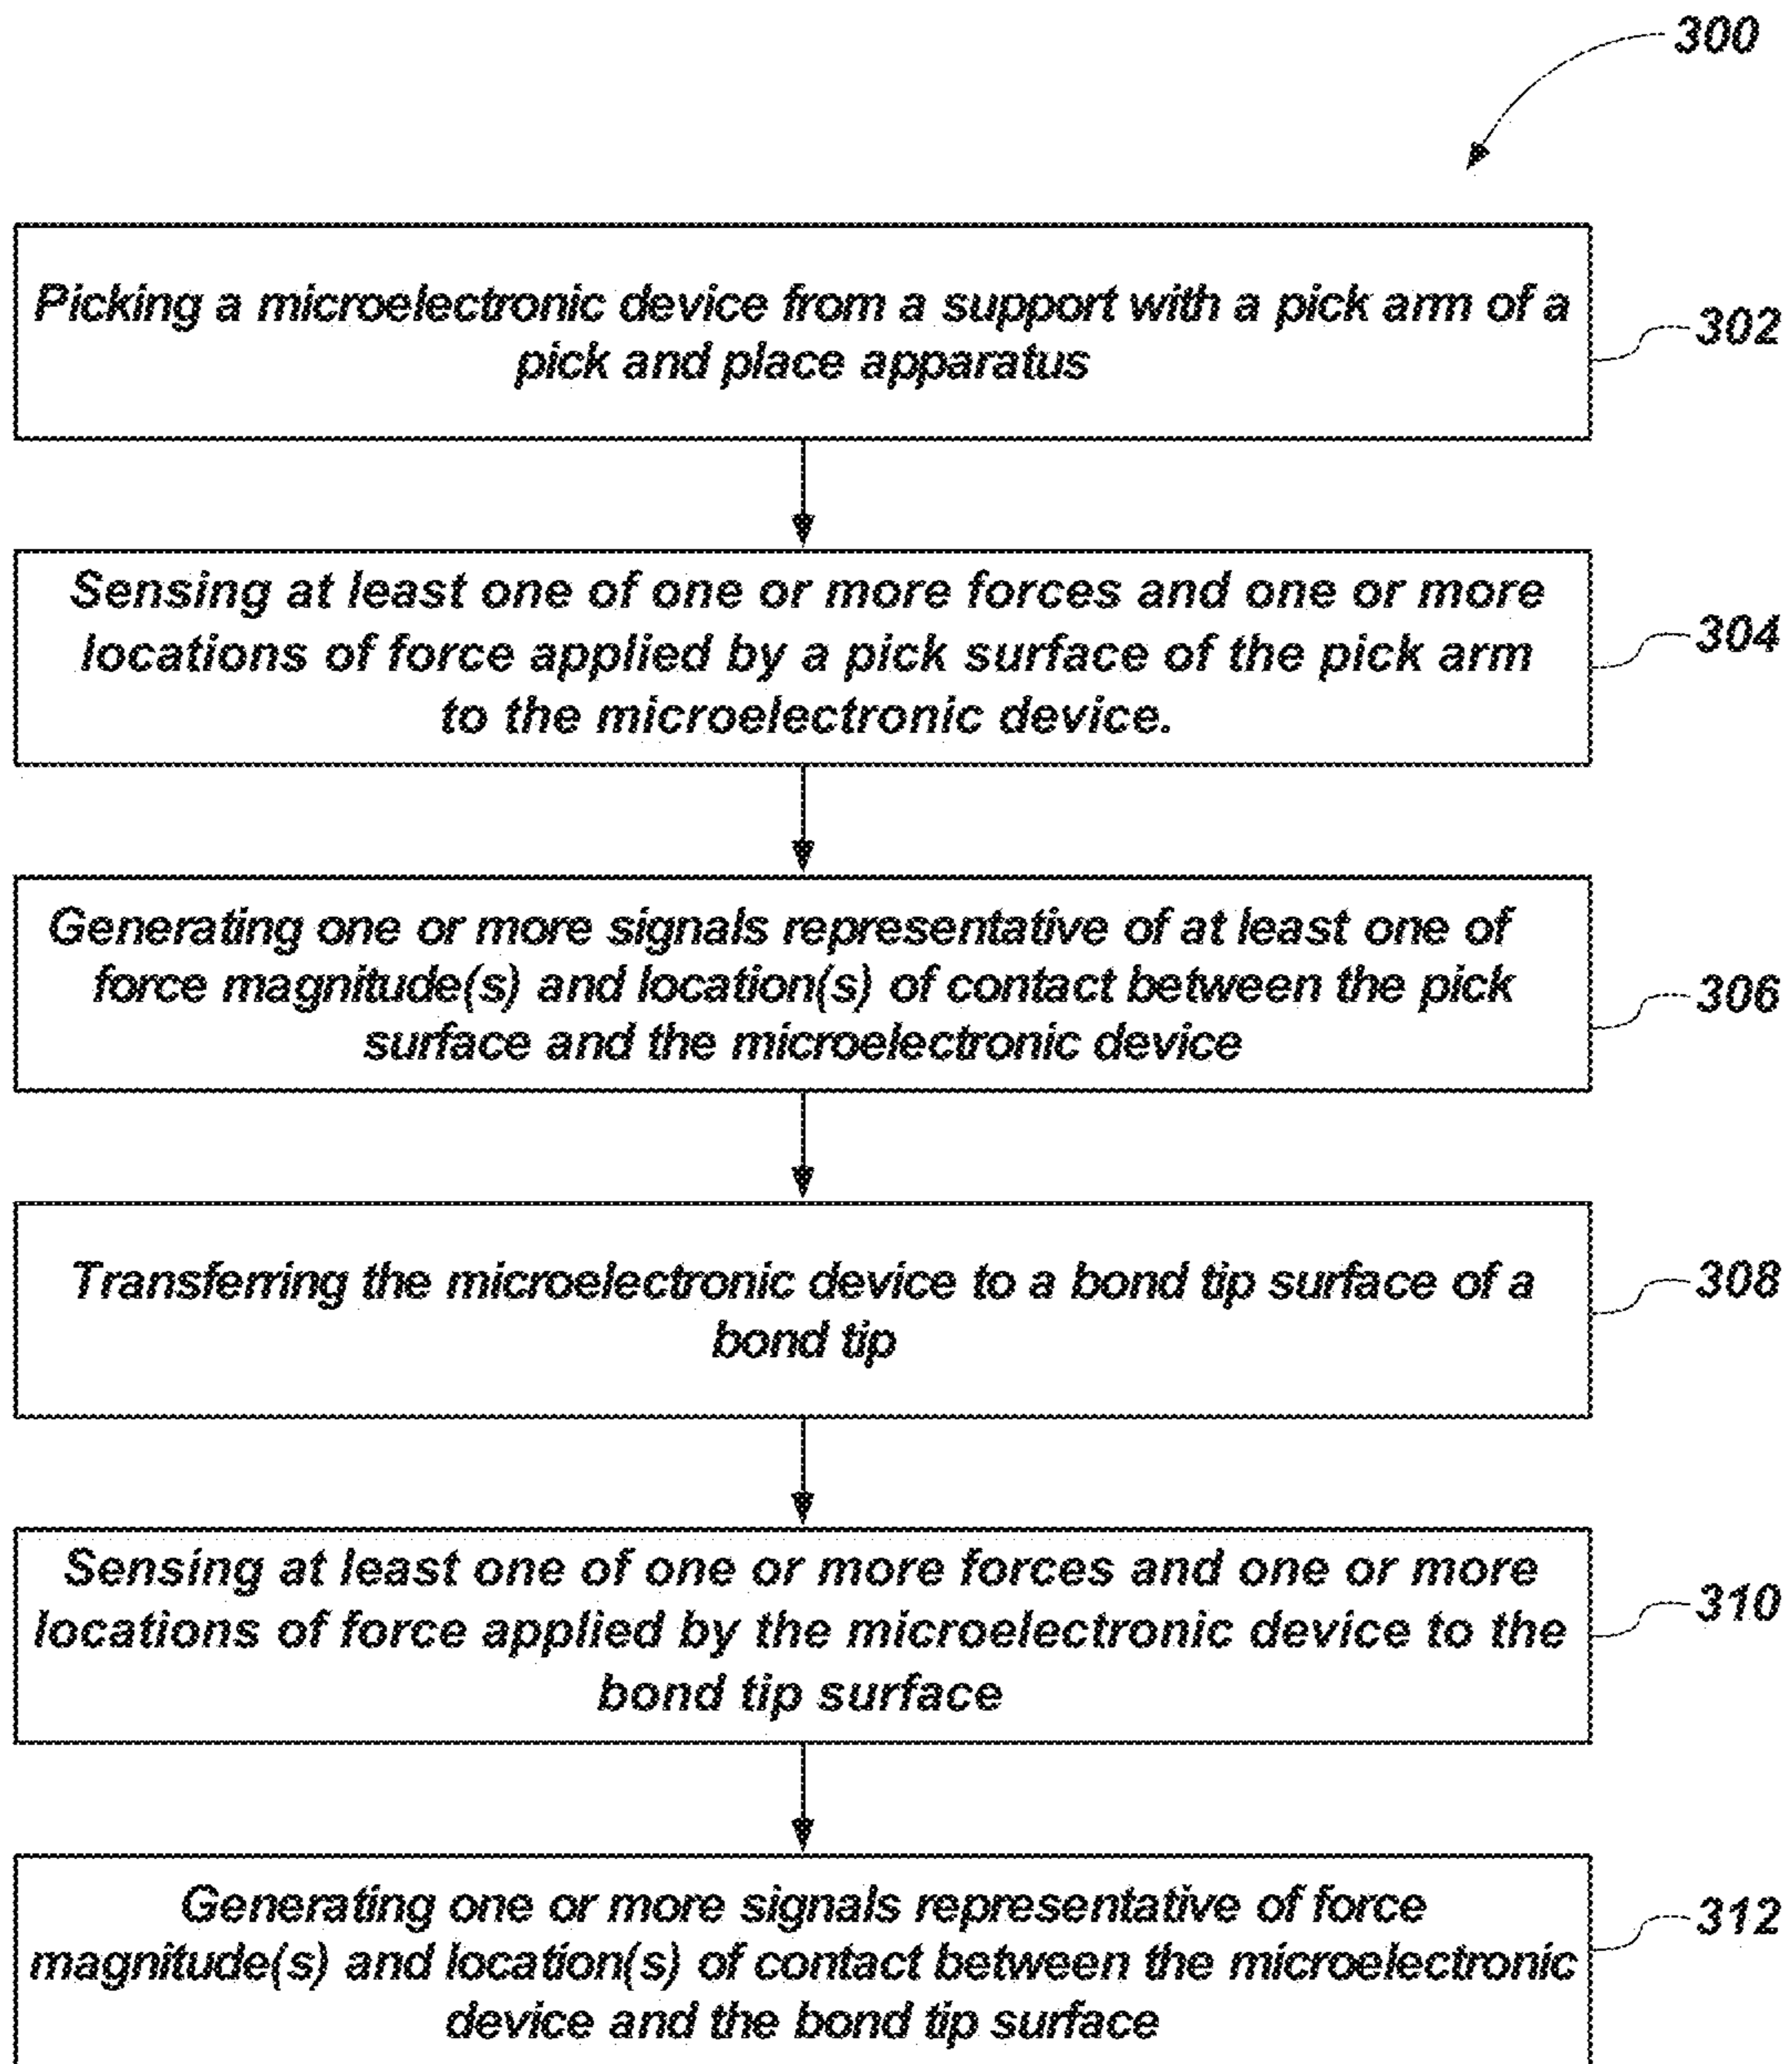 300
Picking a microelectronic device from a support with a pick arm of a
pick and place apparatus
302
Sensing at least one of one or more forces and one or more
locations of force applied by a pick surface of the pick arm
to the microelectronic device.
304
Generating one or more signals representative of at least one of
force magnitude(s) and location(s) of contact between the pick
surface and the microelectronic device
306
Transferring the microelectronic device to a bond tip surface of a
bond tip
308
Sensing at least one of one or more forces and one or more
locations of force applied by the microelectronic device to the
bond tip surface
310
Generating one or more signals representative of force
magnitude(s) and location(s) of contact between the microelectronic
device and the bond tip surface
312